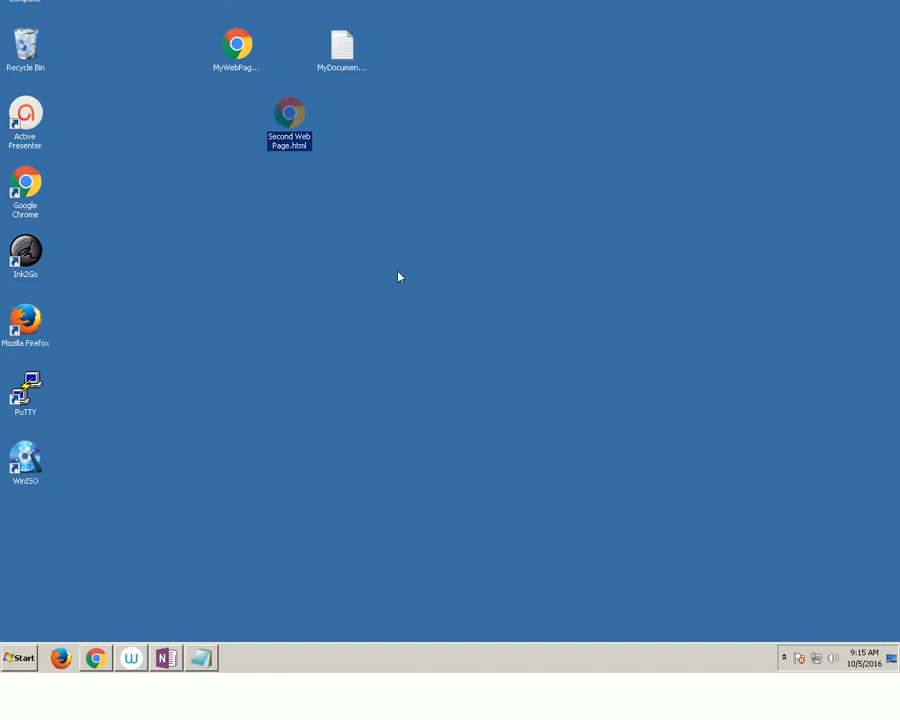 Recycle Bin
MyWebPag...
MyDocumen...
Active
Presenter
Second Web
Page.html
Google
Chrome
Ink2Go
Mozilla Firefox
PuTTY
WinISO
Start
9:15 AM
10/5/2016